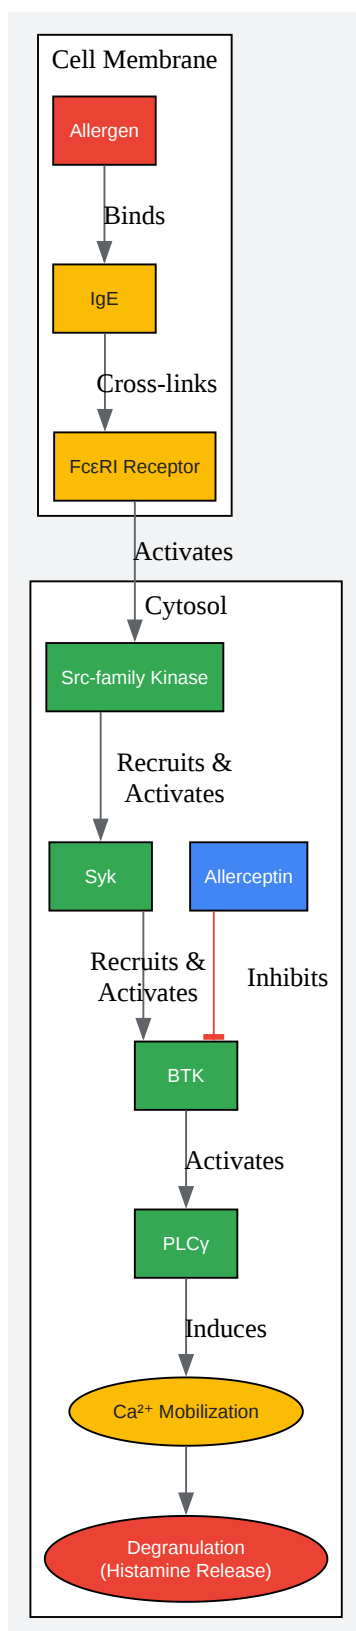 Cell Membrane
Allergen
Binds
IgE
Cross-links
FcεRI Receptor
Activates
Cytosol
Src-family Kinase
Recruits &
Activates
Syk
Allerceptin
Recruits &
Activates
Inhibits
BTK
Activates
PLCγ
Induces
Ca²⁺ Mobilization
Degranulation
(Histamine Release)